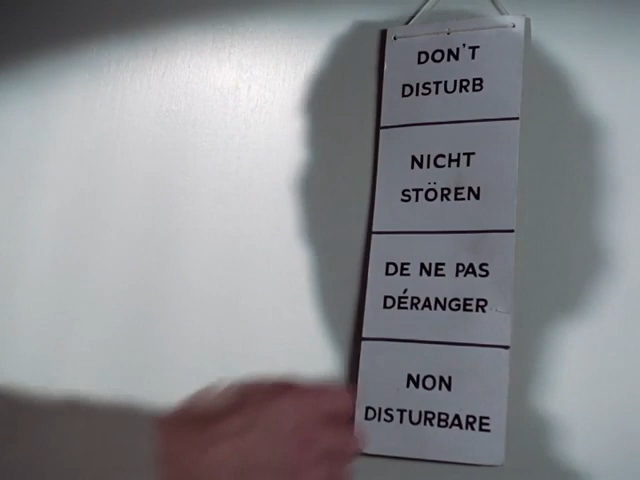 DON'T
DISTURB
NICHT
STÖREN
DE NE PAS
DÉRANGER
NON
DISTURBARE